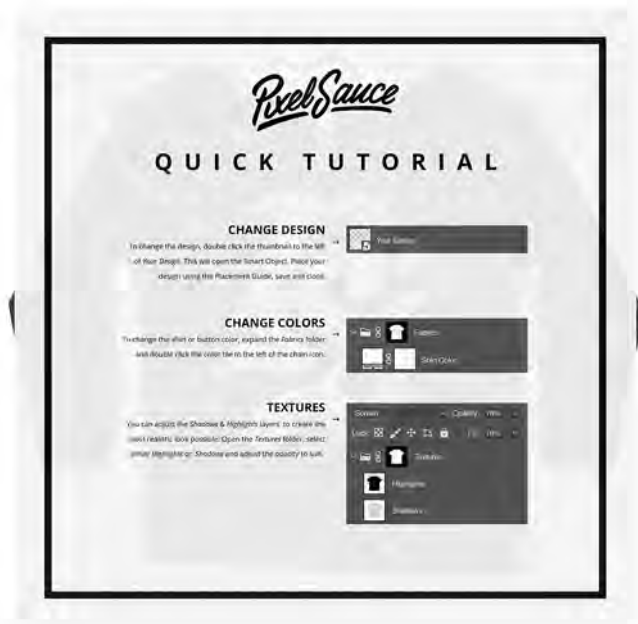 Pixel Sauce
QUICK TUTORIAL
CHANGE DESIGN
To change the design, double click the thumbnail to the left
of Your Design. This will open the Smart Object. Place your
design using the Placement Guide, save and close.
→
Your Design
CHANGE COLORS
To change the shirt or button color, expand the Fabrics folder
and double click the color tile to the left of the chain icon.
→
Fabrics
Shirt Color
TEXTURES
You can adjust the Shadows & Highlights layers to create the
most realistic look possible. Open the Textures folder, select
either Highlights or Shadows and adjust the opacity to suit.
→
Screen
Opacity: 70%
Lock:
Textures
Highlights
Shadows